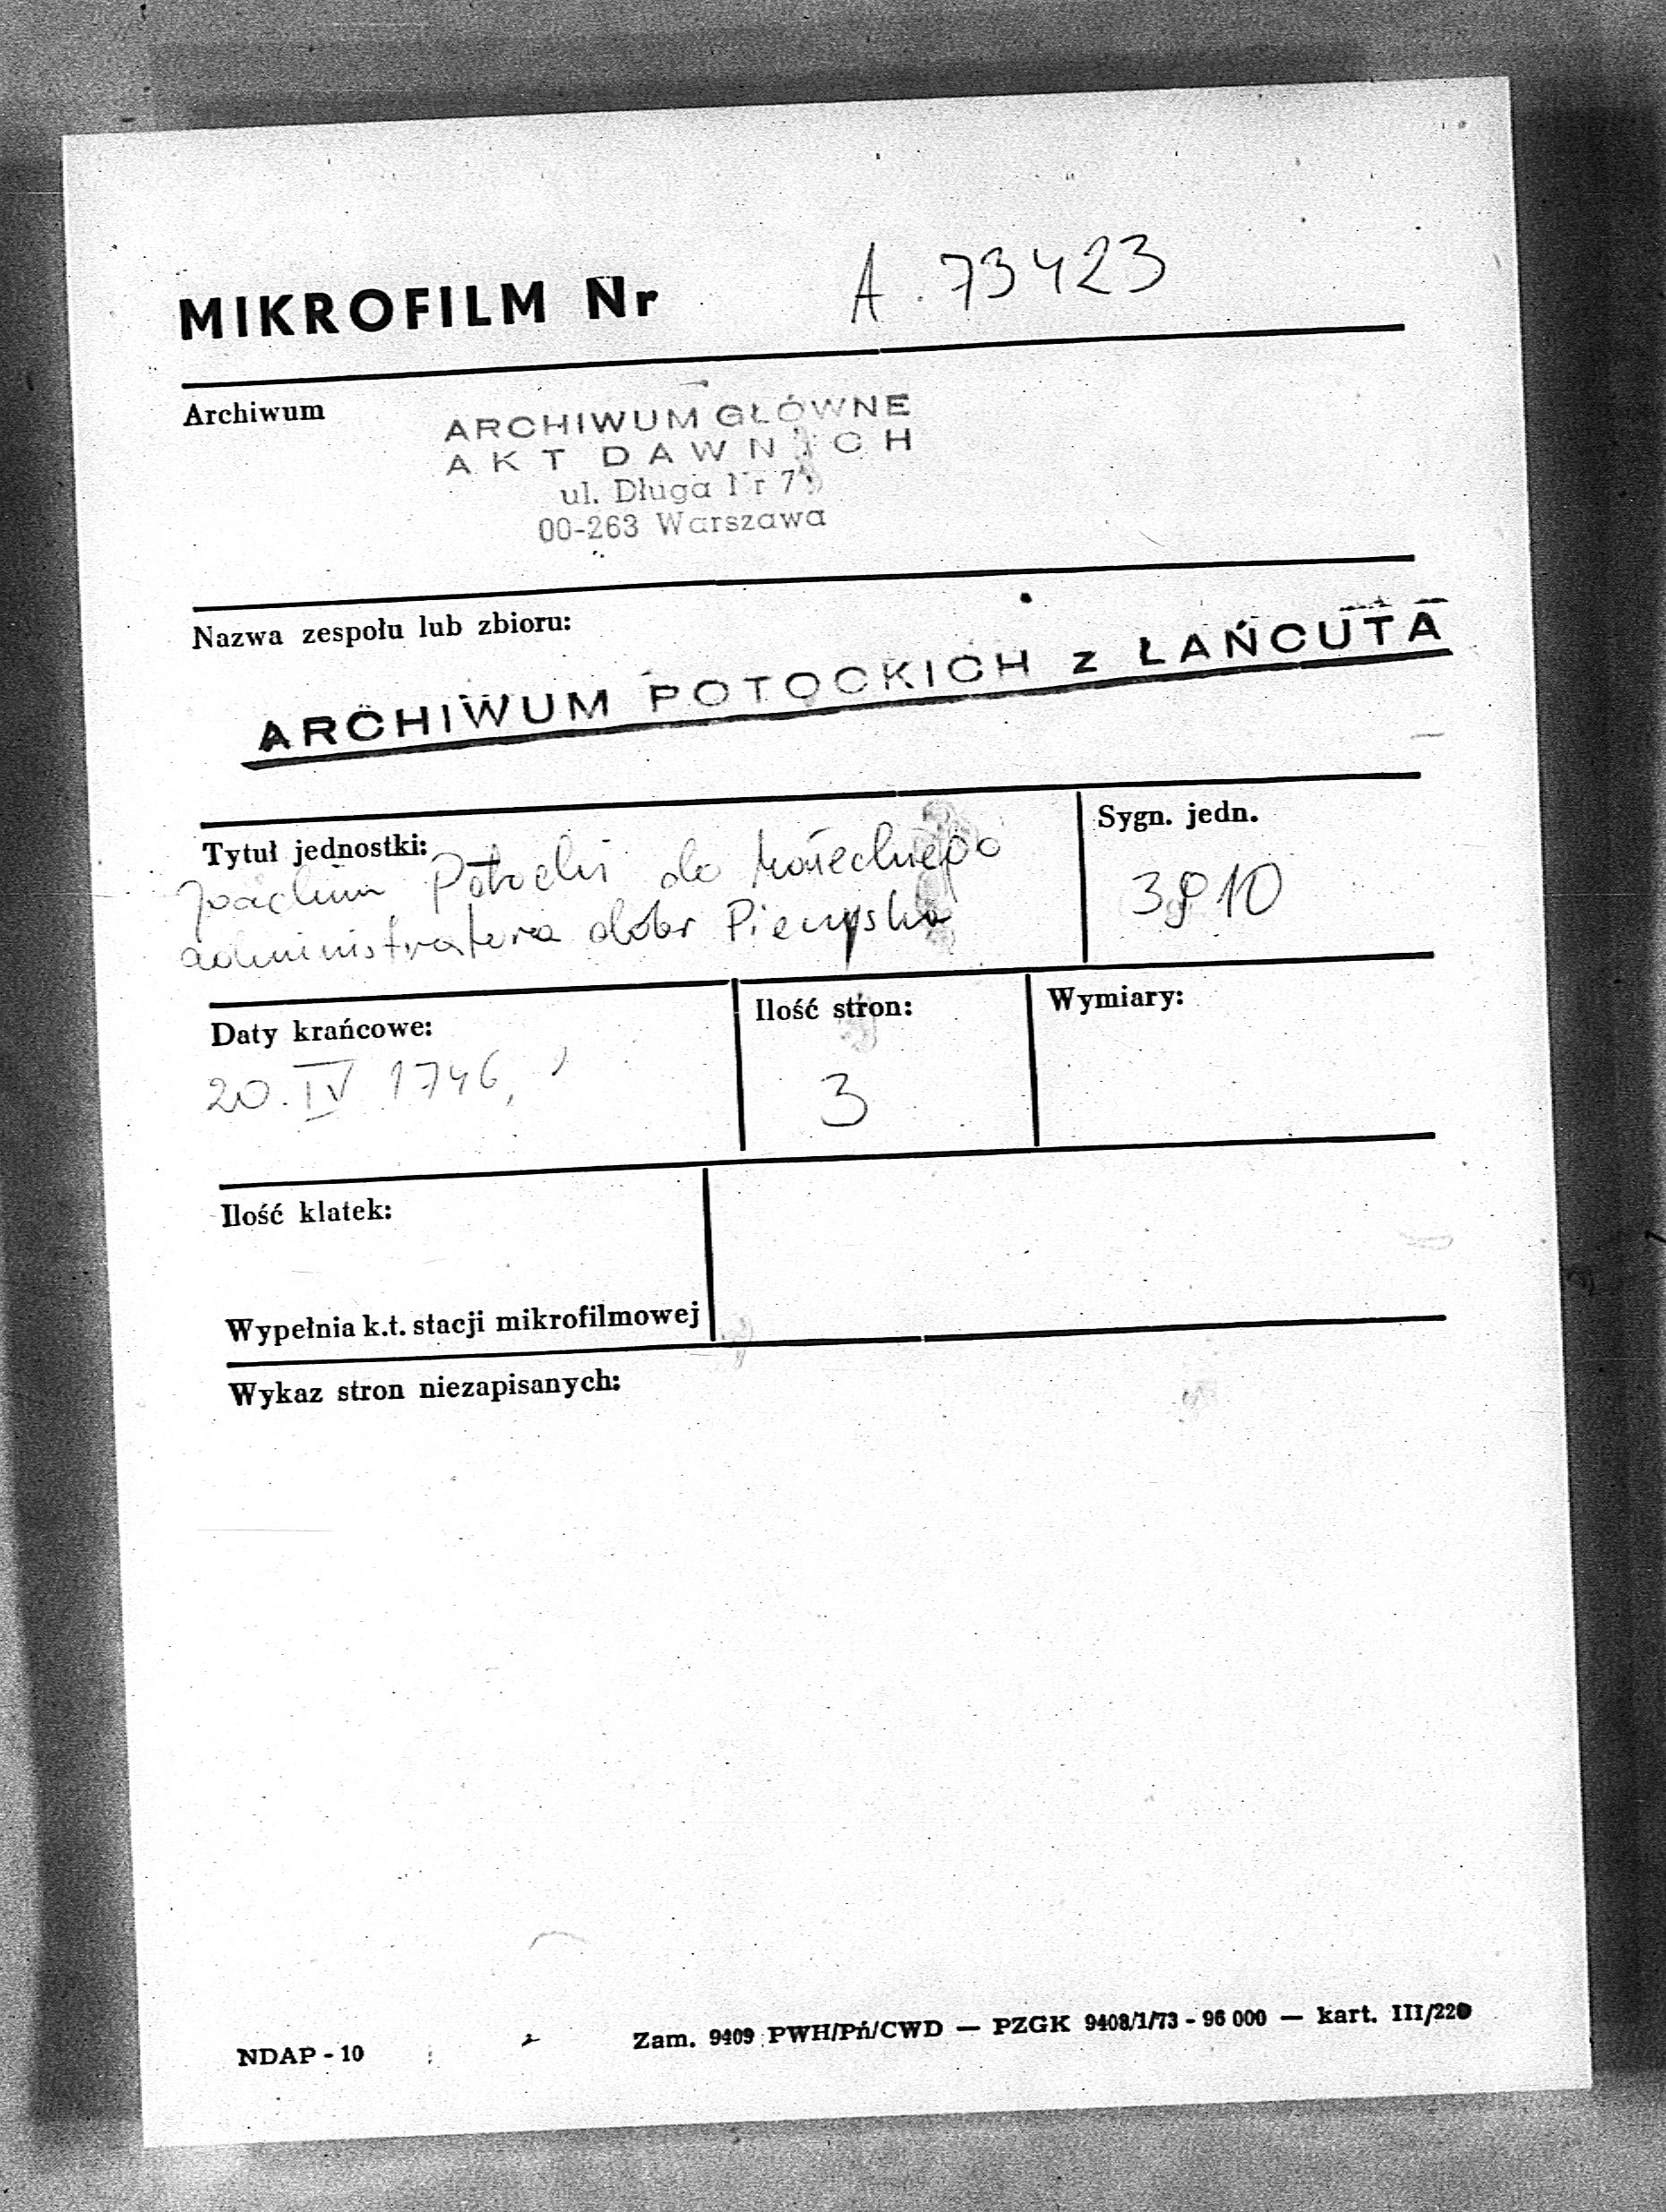 MIKROFILM Nr A. 73423
Archiwum
ARCHIWUM GŁÓWNE
AKT DAWNYCH
ul. Długa Nr 7
00-263 Warszawa
Nazwa zespołu lub zbioru:
ARCHIWUM POTOCKICH z ŁAŃCUTA
Tytuł jednostki:
Joachim Potocki do
administratora dóbr
Sygn. jedn.
3810
Daty krańcowe:
20. IV 1746,
Ilość stron:
3
Wymiary:
Ilość klatek:
Wypełnia k.t. stacji mikrofilmowej
Wykaz stron niezapisanych:
NDAP - 10
Zam. 9409 PWH/Pń/CWD — PZGK 9408/1/73 - 96 000 — kart. III/220